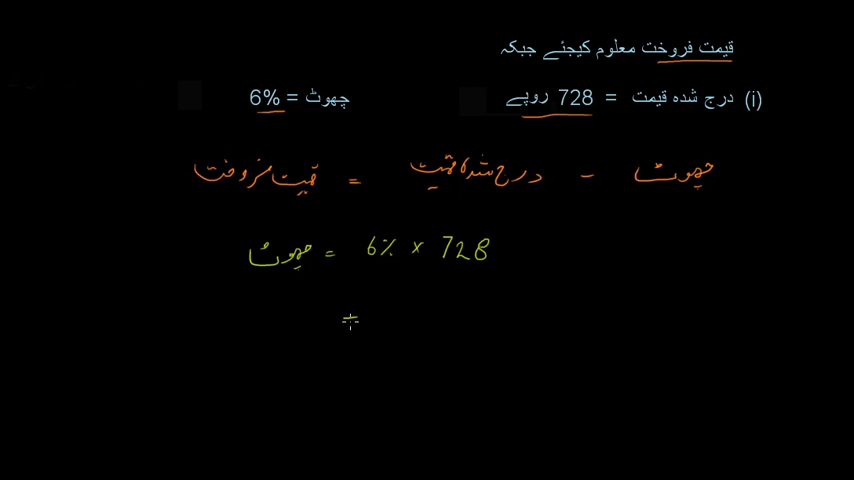 قیمت فروخت معلوم کیجئے جبکہ
(i) درج شدہ قیمت = 728 روپے چھوٹ = 6%
قیمت فروخت = درج شدہ قیمت - چھوٹ
چھوٹ = 6% × 728
=